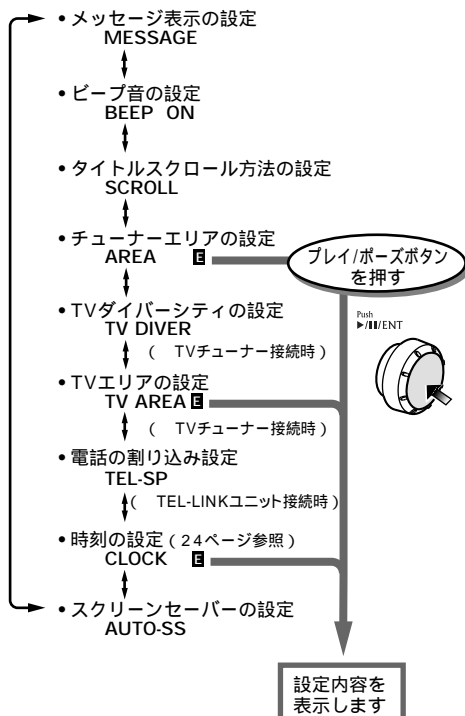 • メッセージ表示の設定
MESSAGE
• ビープ音の設定
BEEP ON
• タイトルスクロール方法の設定
SCROLL
• チューナーエリアの設定
AREA E
プレイ/ポーズボタン
を押す
Push
▶/II/ENT
• TVダイバーシティの設定
TV DIVER
( TVチューナー接続時)
• TVエリアの設定
TV AREA E
( TVチューナー接続時)
• 電話の割り込み設定
TEL-SP
( TEL-LINKユニット接続時)
• 時刻の設定(24ページ参照)
CLOCK E
• スクリーンセーバーの設定
AUTO-SS
設定内容を
表示します